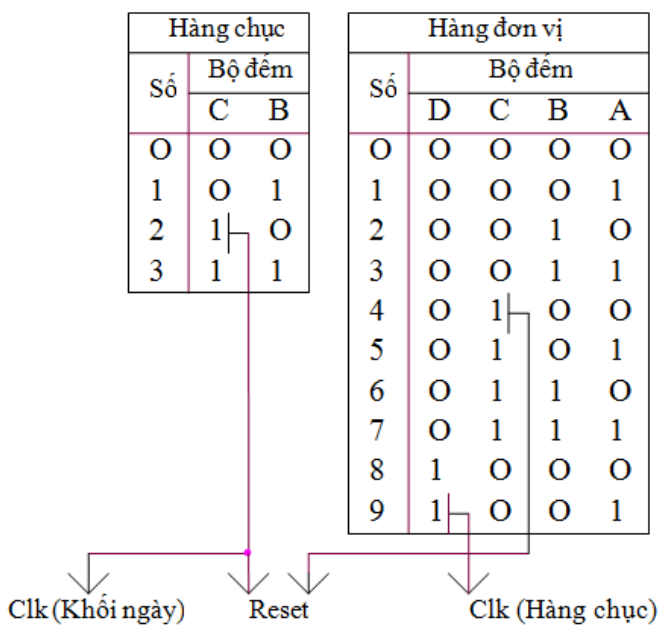 Hàng chục
Số
Bộ đếm
C B
O O O
1 O 1
2 1 O
3 1 1
Hàng đơn vị
Số
Bộ đếm
D C B A
O O O O O
1 O O O 1
2 O O 1 O
3 O O 1 1
4 O 1 O O
5 O 1 O 1
6 O 1 1 O
7 O 1 1 1
8 1 O O O
9 1 O O 1
Clk (Khối ngày) Reset Clk (Hàng chục)